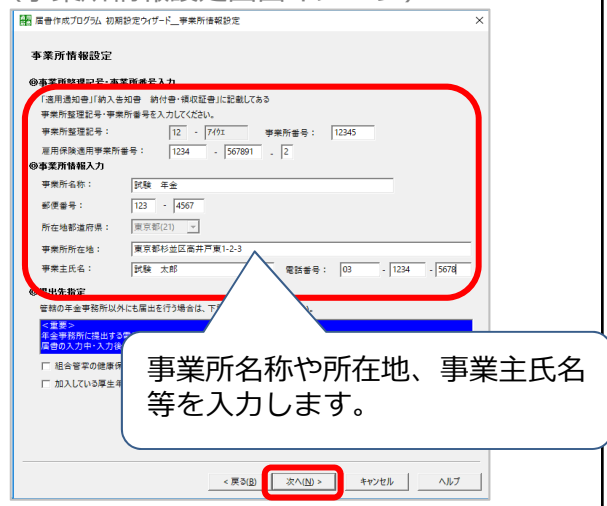 届書作成プログラム 初期設定ウィザード_事業所情報設定
事業所情報設定
◎事業所整理記号・事業所番号入力
「適用通知書」「納入告知書 納付書・領収証書」に記載してある
事業所整理記号・事業所番号を入力してください。
事業所整理記号： 12 - ｱｲｳｴ 事業所番号： 12345
雇用保険適用事業所番号： 1234 - 567891 - 2
◎事業所情報入力
事業所名称： 試験 年金
郵便番号： 123 - 4567
所在地都道府県： 東京都(21)
事業所所在地： 東京都杉並区高井戸東1-2-3
事業主氏名： 試験 太郎 電話番号： 03 - 1234 - 5678
提出先指定
管轄の年金事務所以外にも届出を行う場合は、下
<重要>
年金事務所に提出する
届書の入力中・入力後
組合管掌の健康保
加入している厚生年
事業所名称や所在地、事業主氏名
等を入力します。
< 戻る(B) 次へ(N) > キャンセル ヘルプ